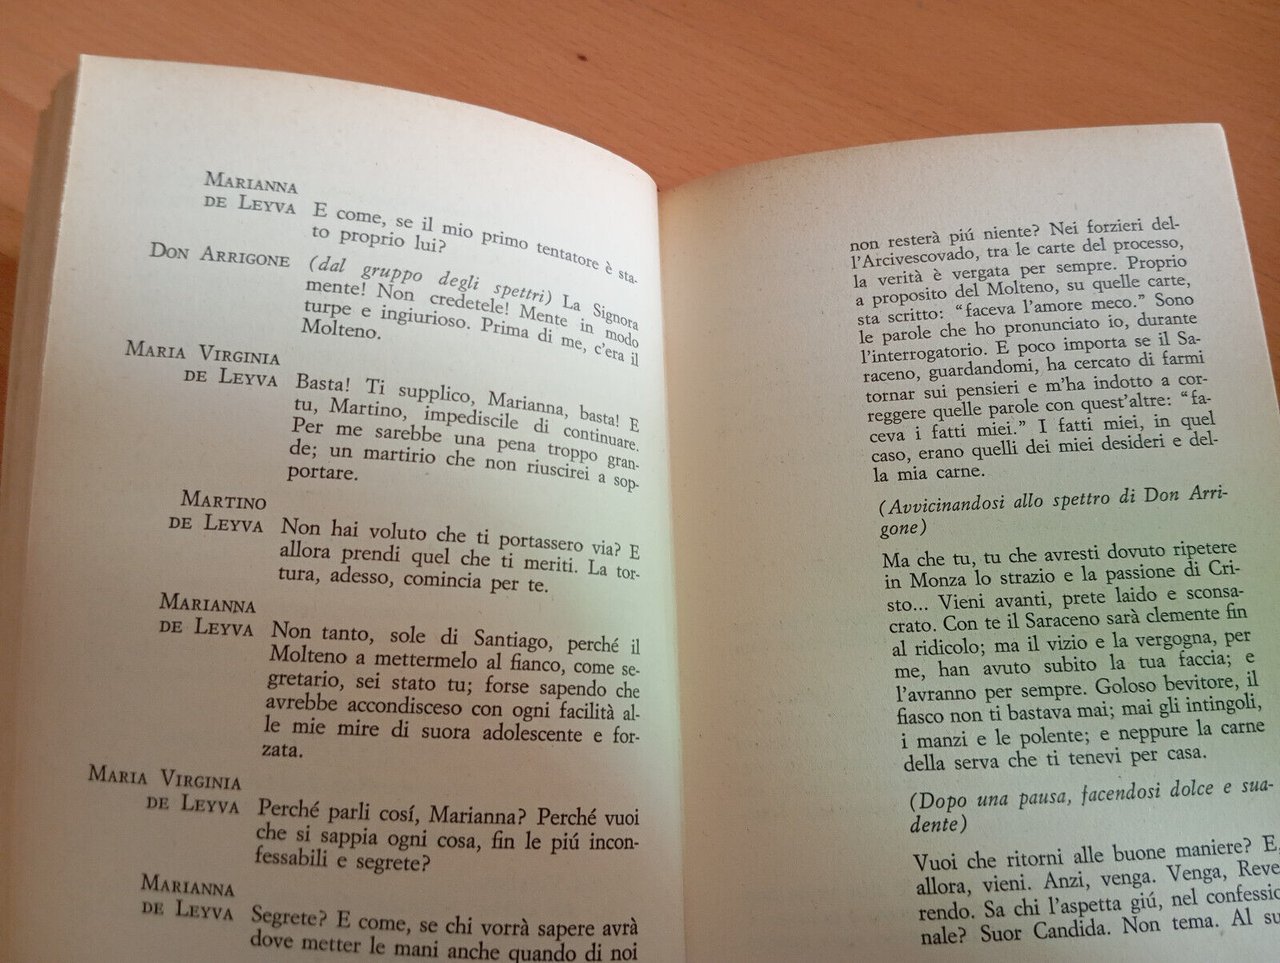 MARIANNA
DE LEYVA E come, se il mio primo tentatore è sta-
to proprio lui?
DON ARRIGONE (dal gruppo degli spettri) La Signora
mente! Non credetele! Mente in modo
turpe e ingiurioso. Prima di me, c'era il
Molteno.
MARIA VIRGINIA
DE LEYVA Basta! Ti supplico, Marianna, basta! E
tu, Martino, impediscile di continuare.
Per me sarebbe una pena troppo gran-
de; un martirio che non riuscirei a sop-
portare.
MARTINO
DE LEYVA Non hai voluto che ti portassero via? E
allora prendi quel che ti meriti. La tor-
tura, adesso, comincia per te.
MARIANNA
DE LEYVA Non tanto, sole di Santiago, perché il
Molteno a mettermelo al fianco, come se-
gretario, sei stato tu; forse sapendo che
avrebbe accondisceso con ogni facilità al-
le mie mire di suora adolescente e for-
zata.
MARIA VIRGINIA
DE LEYVA Perché parli cosí, Marianna? Perché vuoi
che si sappia ogni cosa, fin le piú incon-
fessabili e segrete?
MARIANNA
DE LEYVA Segrete? E come, se chi vorrà sapere avrà
dove metter le mani anche quando di noi
non resterà piú niente? Nei forzieri del-
l'Arcivescovado, tra le carte del processo,
la verità è vergata per sempre. Proprio
a proposito del Molteno, su quelle carte,
sta scritto: "faceva l'amore meco." Sono
le parole che ho pronunciato io, durante
l'interrogatorio. E poco importa se il Sa-
raceno, guardandomi, ha cercato di farmi
tornar sui pensieri e m'ha indotto a cor-
reggere quelle parole con quest'altre: "fa-
ceva i fatti miei." I fatti miei, in quel
caso, erano quelli dei miei desideri e del-
la mia carne.
(Avvicinandosi allo spettro di Don Arri-
gone)
Ma che tu, tu che avresti dovuto ripetere
in Monza lo strazio e la passione di Cri-
sto... Vieni avanti, prete laido e sconsa-
crato. Con te il Saraceno sarà clemente fin
al ridicolo; ma il vizio e la vergogna, per
me, han avuto subito la tua faccia; e
l'avranno per sempre. Goloso bevitore, il
fiasco non ti bastava mai; mai gli intingoli,
i manzi e le polente; e neppure la carne
della serva che ti tenevi per casa.
(Dopo una pausa, facendosi dolce e sua-
dente)
Vuoi che ritorni alle buone maniere? E,
allora, vieni. Anzi, venga. Venga, Reve
rendo. Sa chi l'aspetta giú, nel confessio
nale? Suor Candida. Non tema. Al su